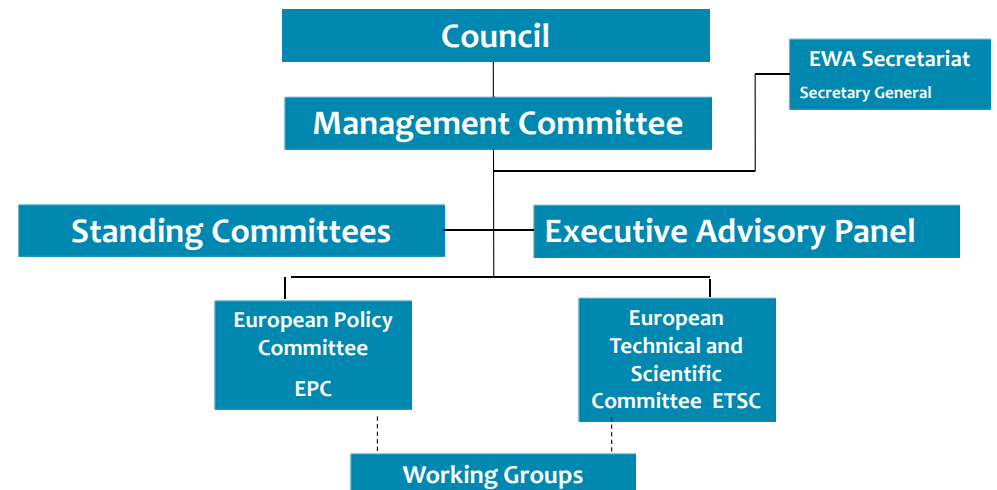 Council
EWA Secretariat
Secretary General
Management Committee
Standing Committees
Executive Advisory Panel
European Policy
Committee
EPC
European
Technical and
Scientific
Committee ETSC
Working Groups